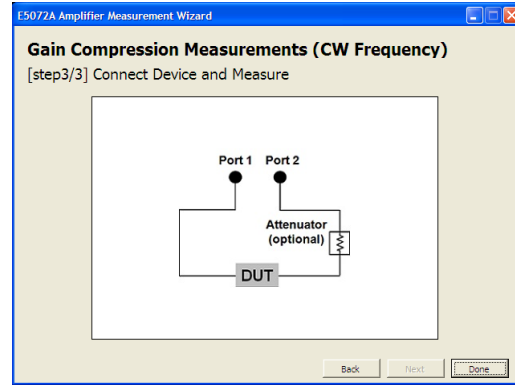 E5072A Amplifier Measurement Wizard
Gain Compression Measurements (CW Frequency)
[step3/3] Connect Device and Measure
Port 1 Port 2
Attenuator
(optional)
DUT
Back Next Done